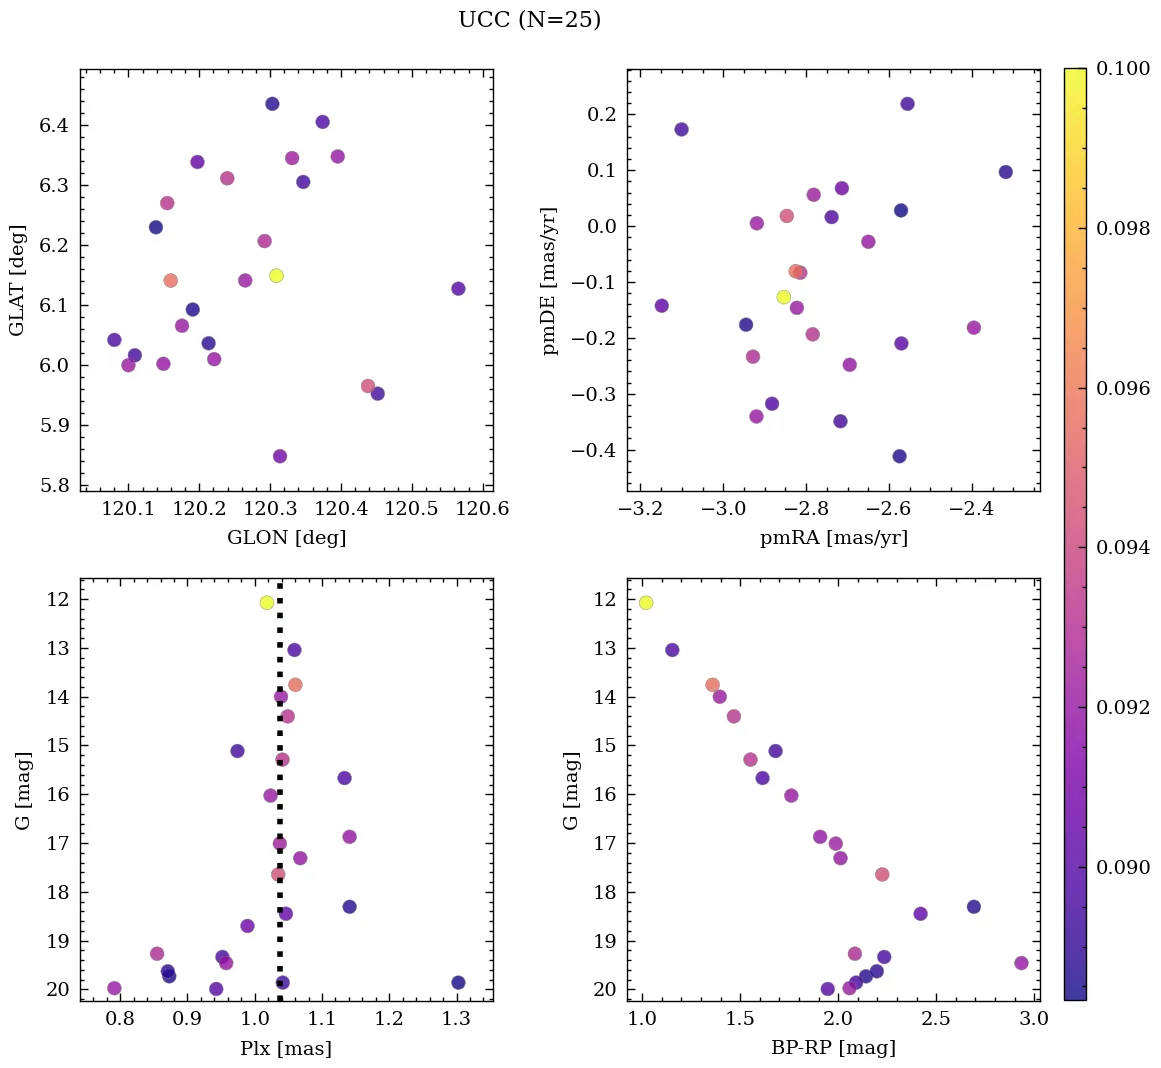 UCC (N=25)
6.4
6.3
6.2
6.1
6.0
5.9
5.8
GLAT [deg]
120.1 120.2 120.3 120.4 120.5 120.6
GLON [deg]
0.2
0.1
0.0
−0.1
−0.2
−0.3
−0.4
pmDE [mas/yr]
−3.2 −3.0 −2.8 −2.6 −2.4
pmRA [mas/yr]
12
13
14
15
16
17
18
19
20
G [mag]
0.8 0.9 1.0 1.1 1.2 1.3
Plx [mas]
12
13
14
15
16
17
18
19
20
G [mag]
1.0 1.5 2.0 2.5 3.0
BP-RP [mag]
0.100
0.098
0.096
0.094
0.092
0.090